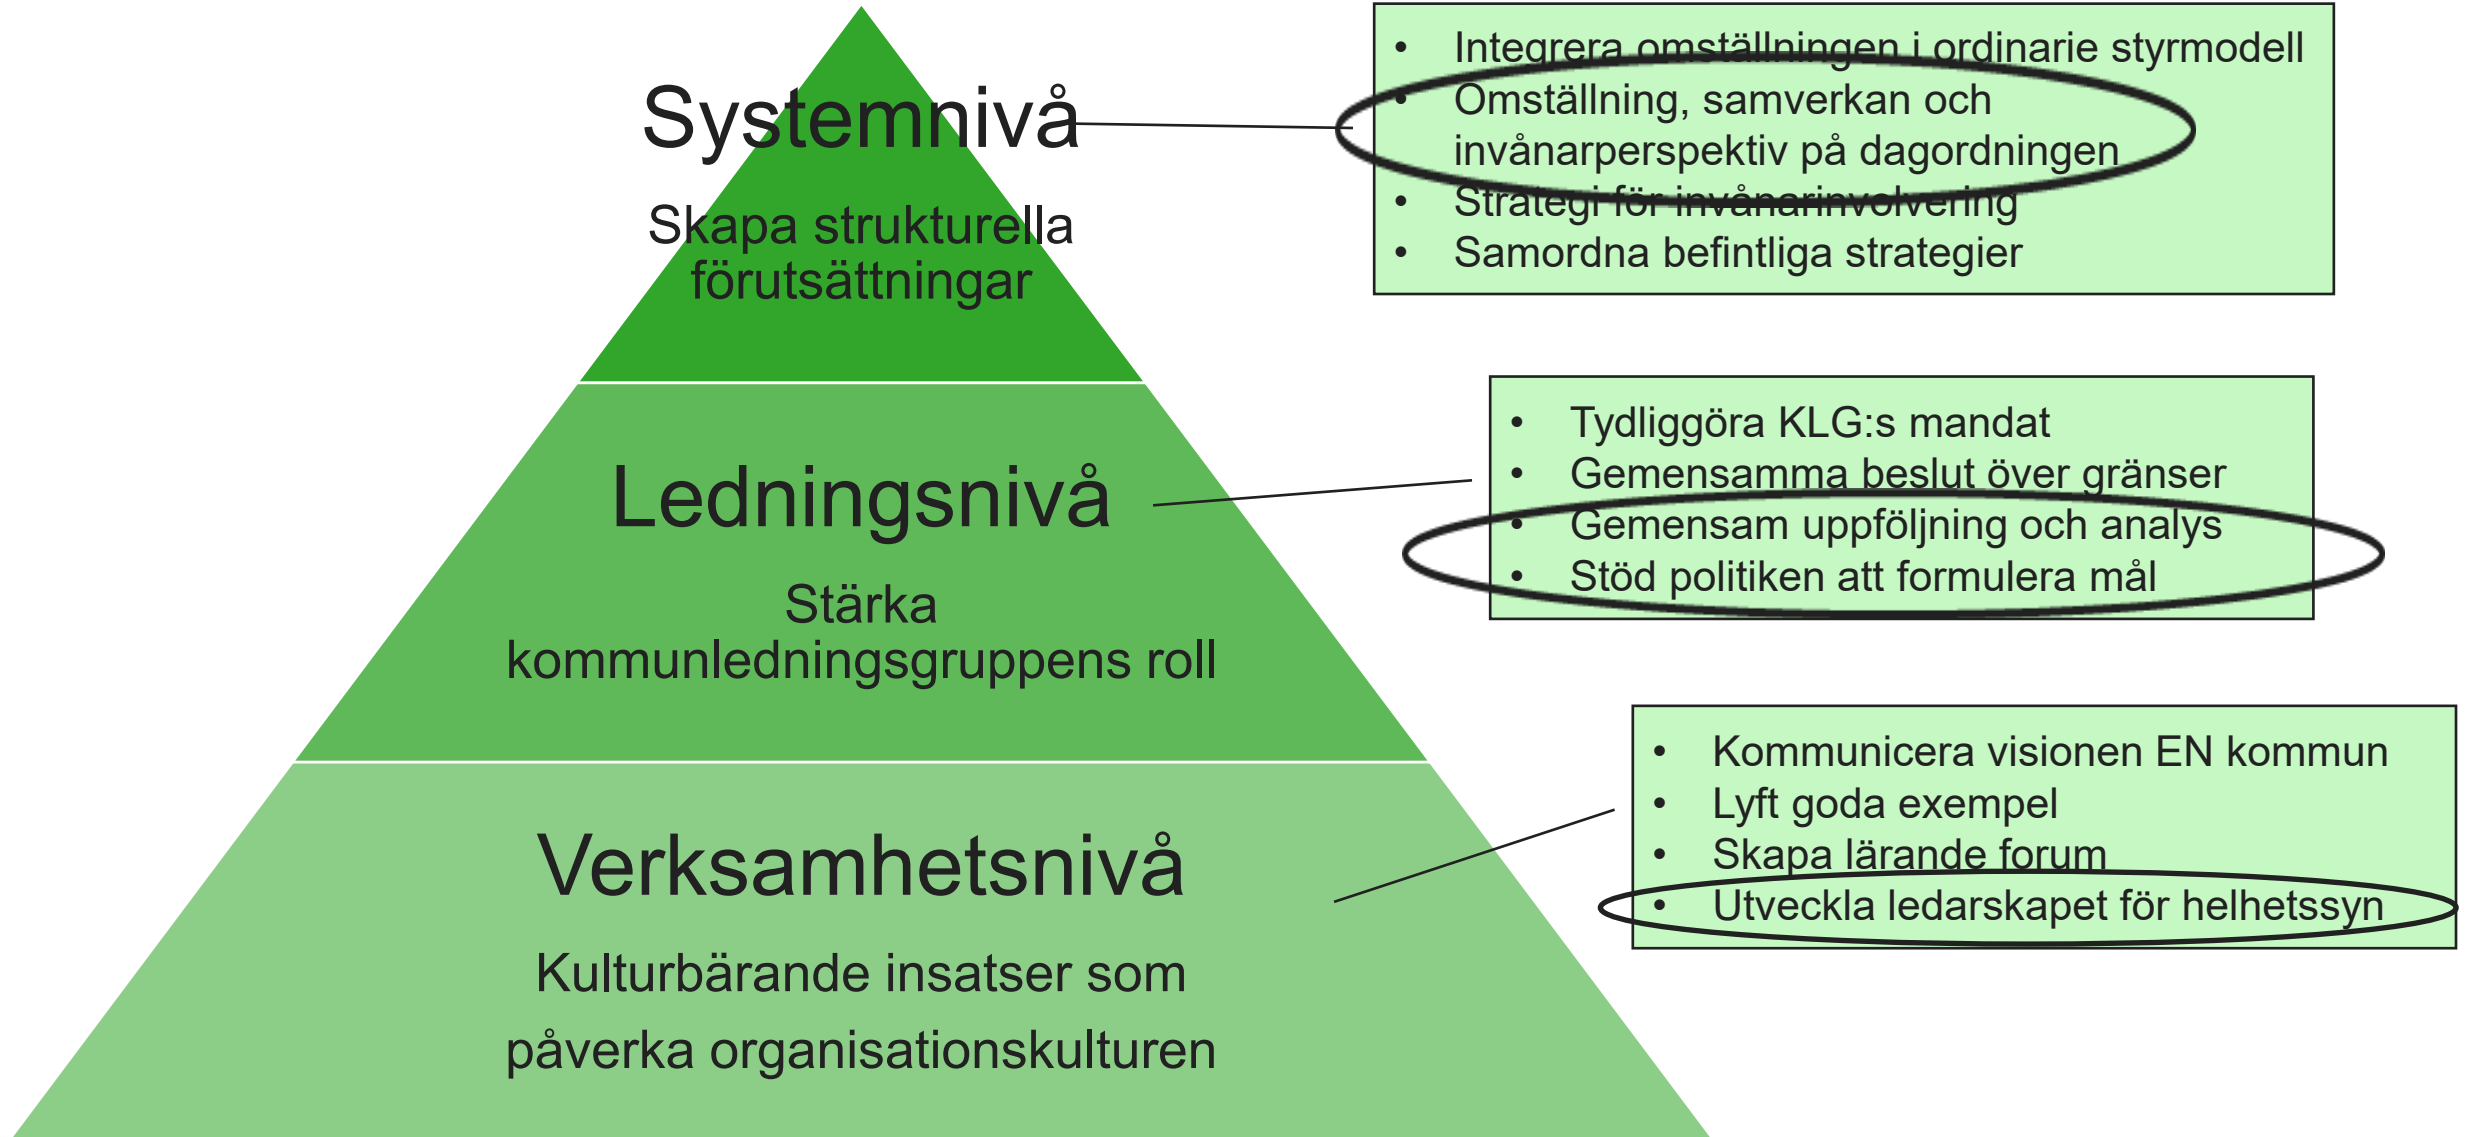 Systemnivå
Skapa strukturella
förutsättningar
• Integrera omställningen i ordinarie styrmodell
• Omställning, samverkan och
invånarperspektiv på dagordningen
• Strategi för invånarinvolvering
• Samordna befintliga strategier
Ledningsnivå
Stärka
kommunledningsgruppens roll
• Tydliggöra KLG:s mandat
• Gemensamma beslut över gränser
• Gemensam uppföljning och analys
• Stöd politiken att formulera mål
Verksamhetsnivå
Kulturbärande insatser som
påverka organisationskulturen
• Kommunicera visionen EN kommun
• Lyft goda exempel
• Skapa lärande forum
• Utveckla ledarskapet för helhetssyn